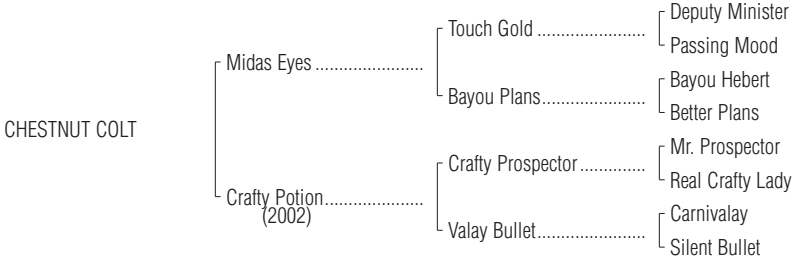 Deputy Minister
Touch Gold .......................
Passing Mood
Midas Eyes .......................
Bayou Hebert
Bayou Plans......................
Better Plans
CHESTNUT COLT
Mr. Prospector
Crafty Prospector ..............
Real Crafty Lady
Crafty Potion.....................
(2002)
Carnivalay
Valay Bullet.......................
Silent Bullet